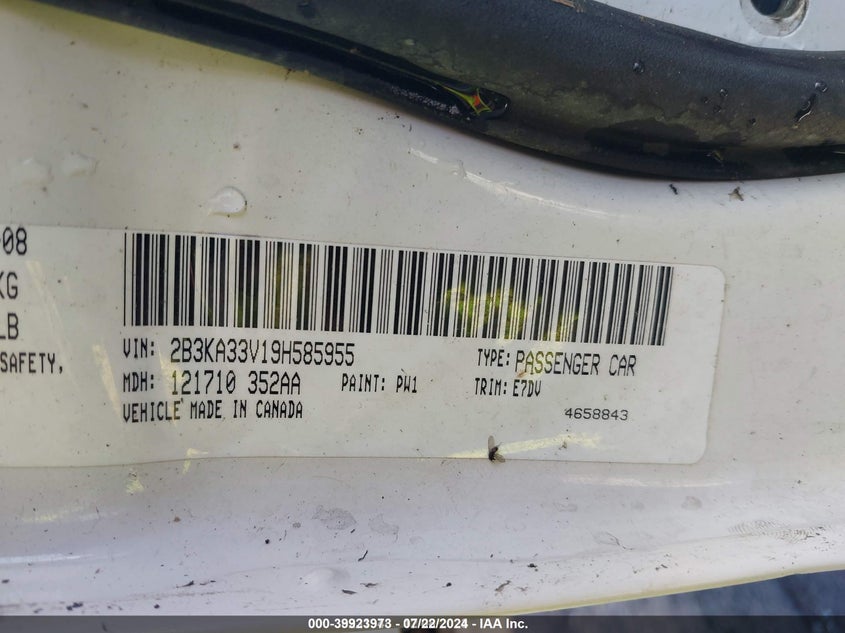 -08
KG
LB
SAFETY,
VIN: 2B3KA33V19H585955
TYPE: PASSENGER CAR
MDH: 121710 352AA
PAINT: PW1
TRIM: E7DV
VEHICLE MADE IN CANADA
4658843
000-39923973 - 07/22/2024 - IAA Inc.